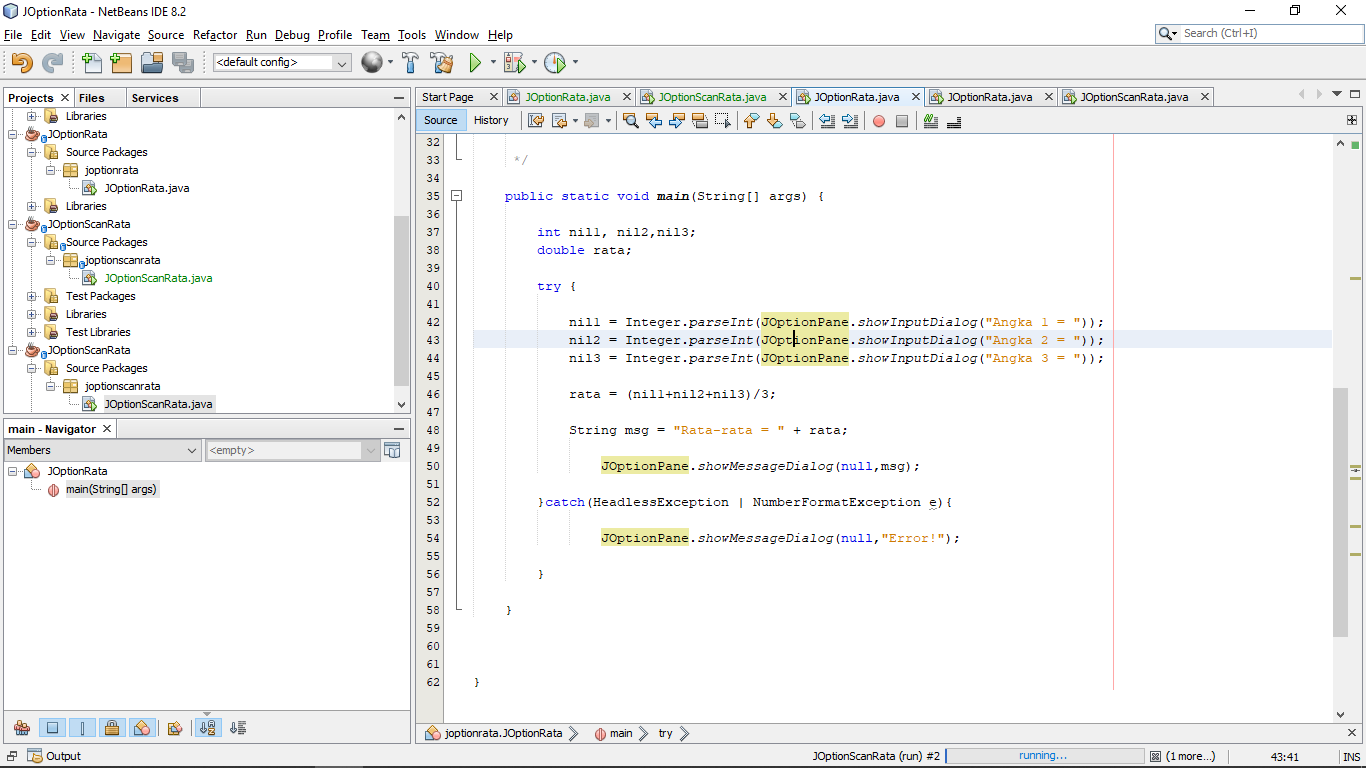 JOptionRata - NetBeans IDE 8.2
File Edit View Navigate Source Refactor Run Debug Profile Team Tools Window Help
Search (Ctrl+I)
<default config>
Projects Files Services
Libraries
JOptionRata
Source Packages
joptionrata
JOptionRata.java
Libraries
JOptionScanRata
Source Packages
joptionscanrata
JOptionScanRata.java
Test Packages
Libraries
Test Libraries
JOptionScanRata
Source Packages
joptionscanrata
JOptionScanRata.java
main - Navigator
Members <empty>
JOptionRata
main(String[] args)
Start Page JOptionRata.java JOptionScanRata.java JOptionRata.java JOptionRata.java JOptionScanRata.java
Source History
32
33 */
34
35 public static void main(String[] args) {
36
37 int nil1, nil2,nil3;
38 double rata;
39
40 try {
41
42 nil1 = Integer.parseInt(JOptionPane.showInputDialog("Angka 1 = "));
43 nil2 = Integer.parseInt(JOptionPane.showInputDialog("Angka 2 = "));
44 nil3 = Integer.parseInt(JOptionPane.showInputDialog("Angka 3 = "));
45
46 rata = (nil1+nil2+nil3)/3;
47
48 String msg = "Rata-rata = " + rata;
49
50 JOptionPane.showMessageDialog(null,msg);
51
52 }catch(HeadlessException | NumberFormatException e){
53
54 JOptionPane.showMessageDialog(null,"Error!");
55
56 }
57
58 }
59
60
61
62 }
joptionrata.JOptionRata main try
Output
JOptionScanRata (run) #2 running... (1 more...) 43:41 INS